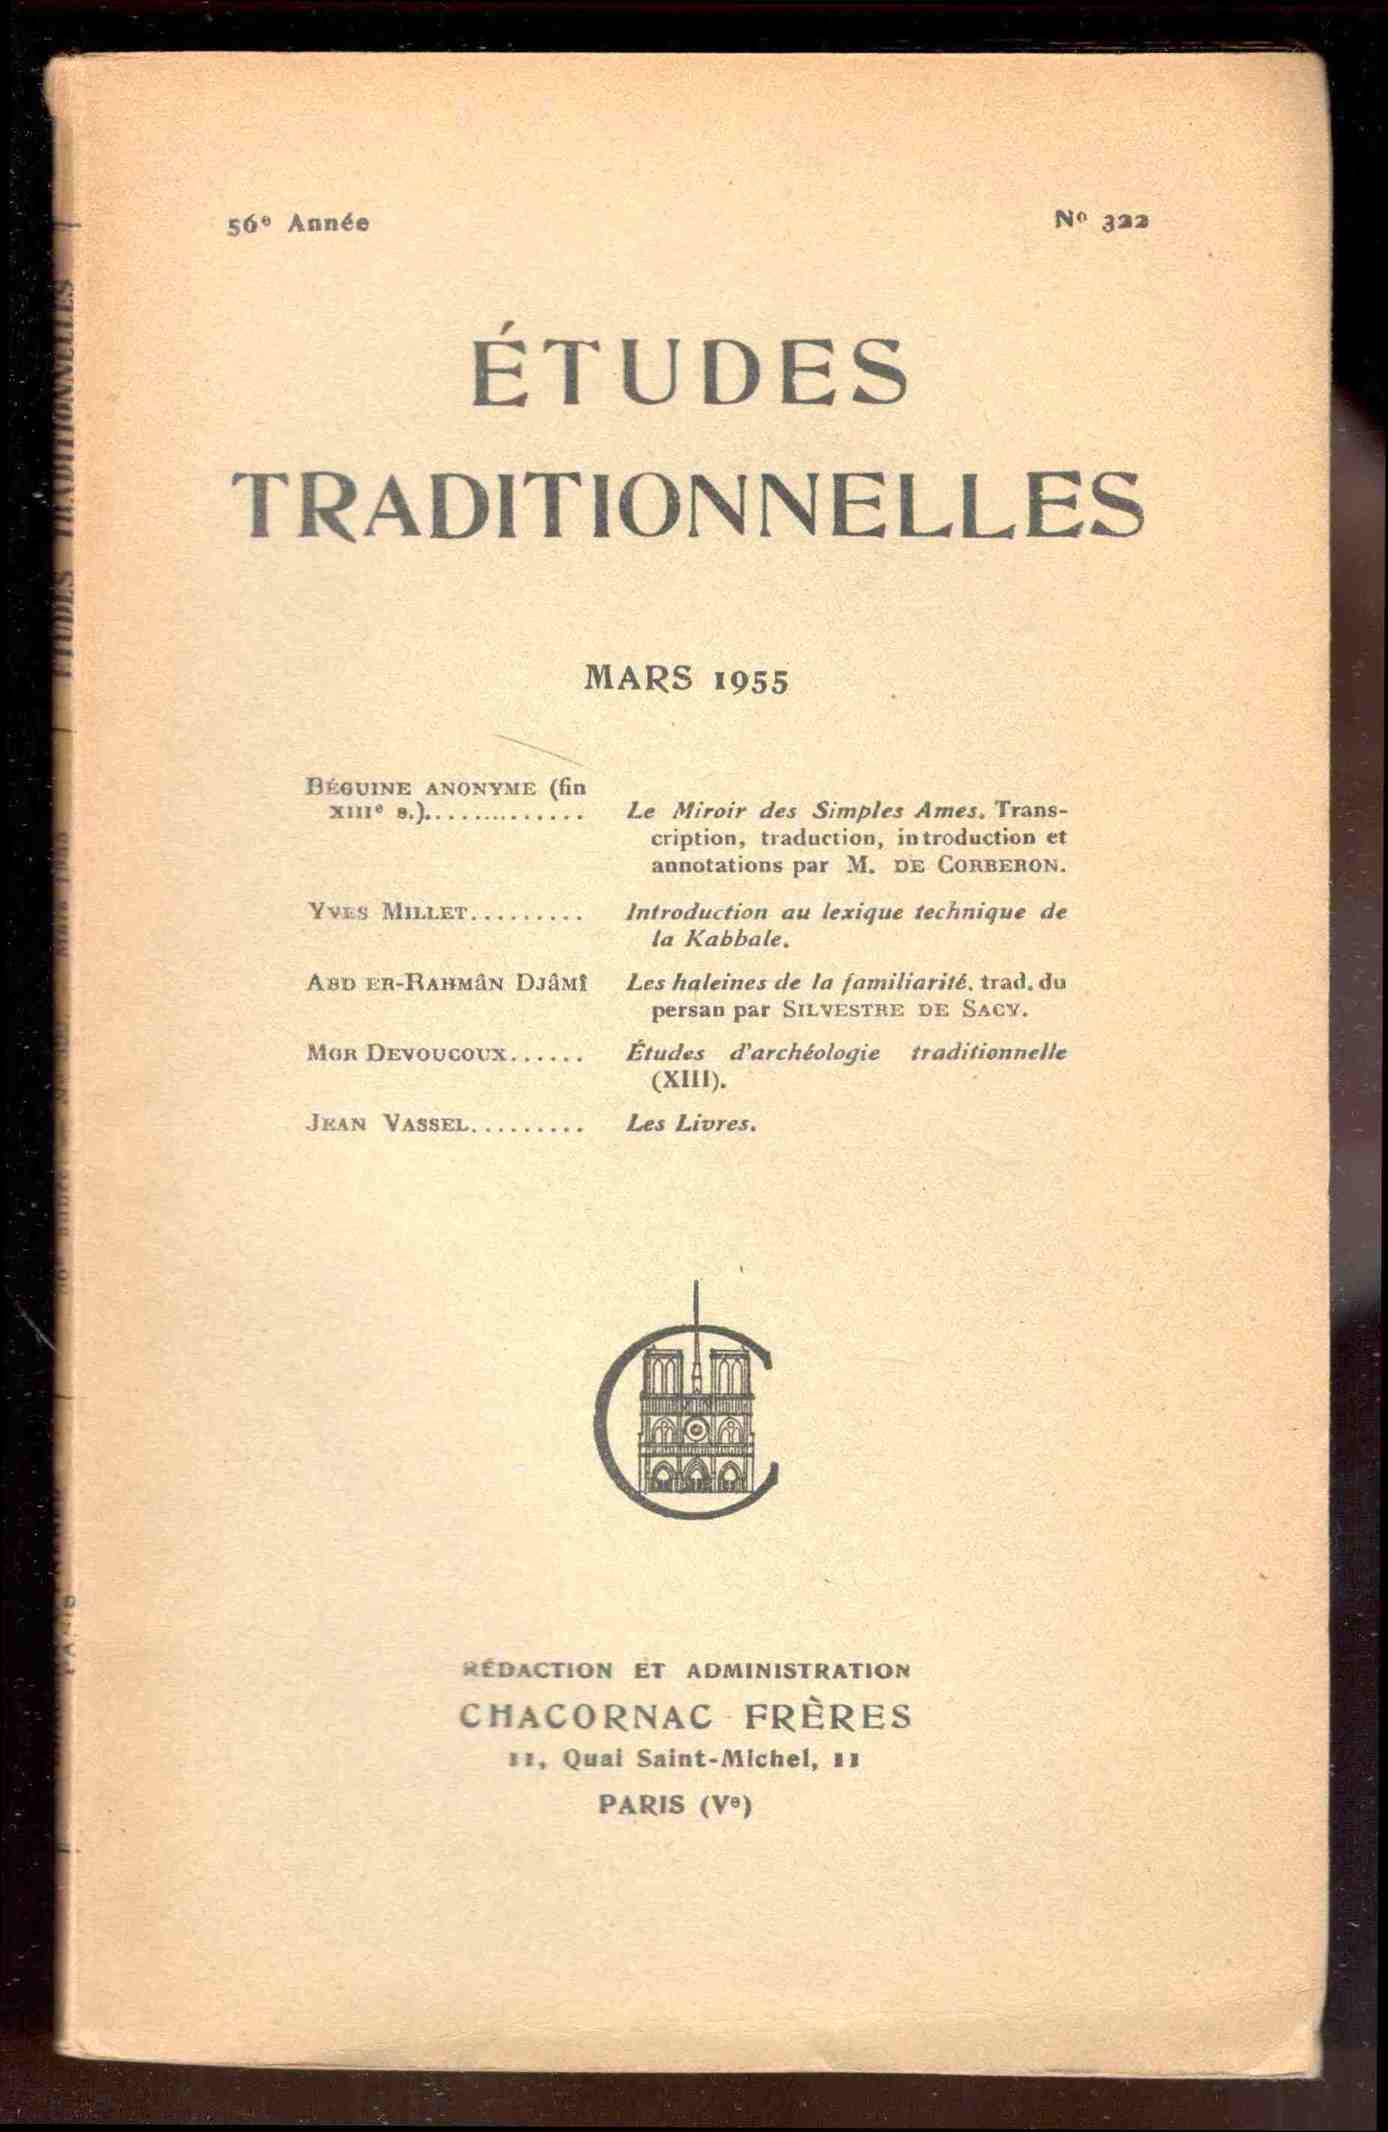 56e Année
No 322
ÉTUDES
TRADITIONNELLES
MARS 1955
BÉGUINE ANONYME (fin
XIIIe s.)..............
Le Miroir des Simples Ames. Trans-
cription, traduction, introduction et
annotations par M. DE CORBERON.
YVES MILLET.........
Introduction au lexique technique de
la Kabbale.
ABD ER-RAHMÂN DJÂMÎ
Les haleines de la familiarité, trad. du
persan par SILVESTRE DE SACY.
MGR DEVOUCOUX......
Études d'archéologie traditionnelle
(XIII).
JEAN VASSEL.........
Les Livres.
RÉDACTION ET ADMINISTRATION
CHACORNAC FRÈRES
11, Quai Saint-Michel, 11
PARIS (Ve)
ÉTUDES TRADITIONNELLES